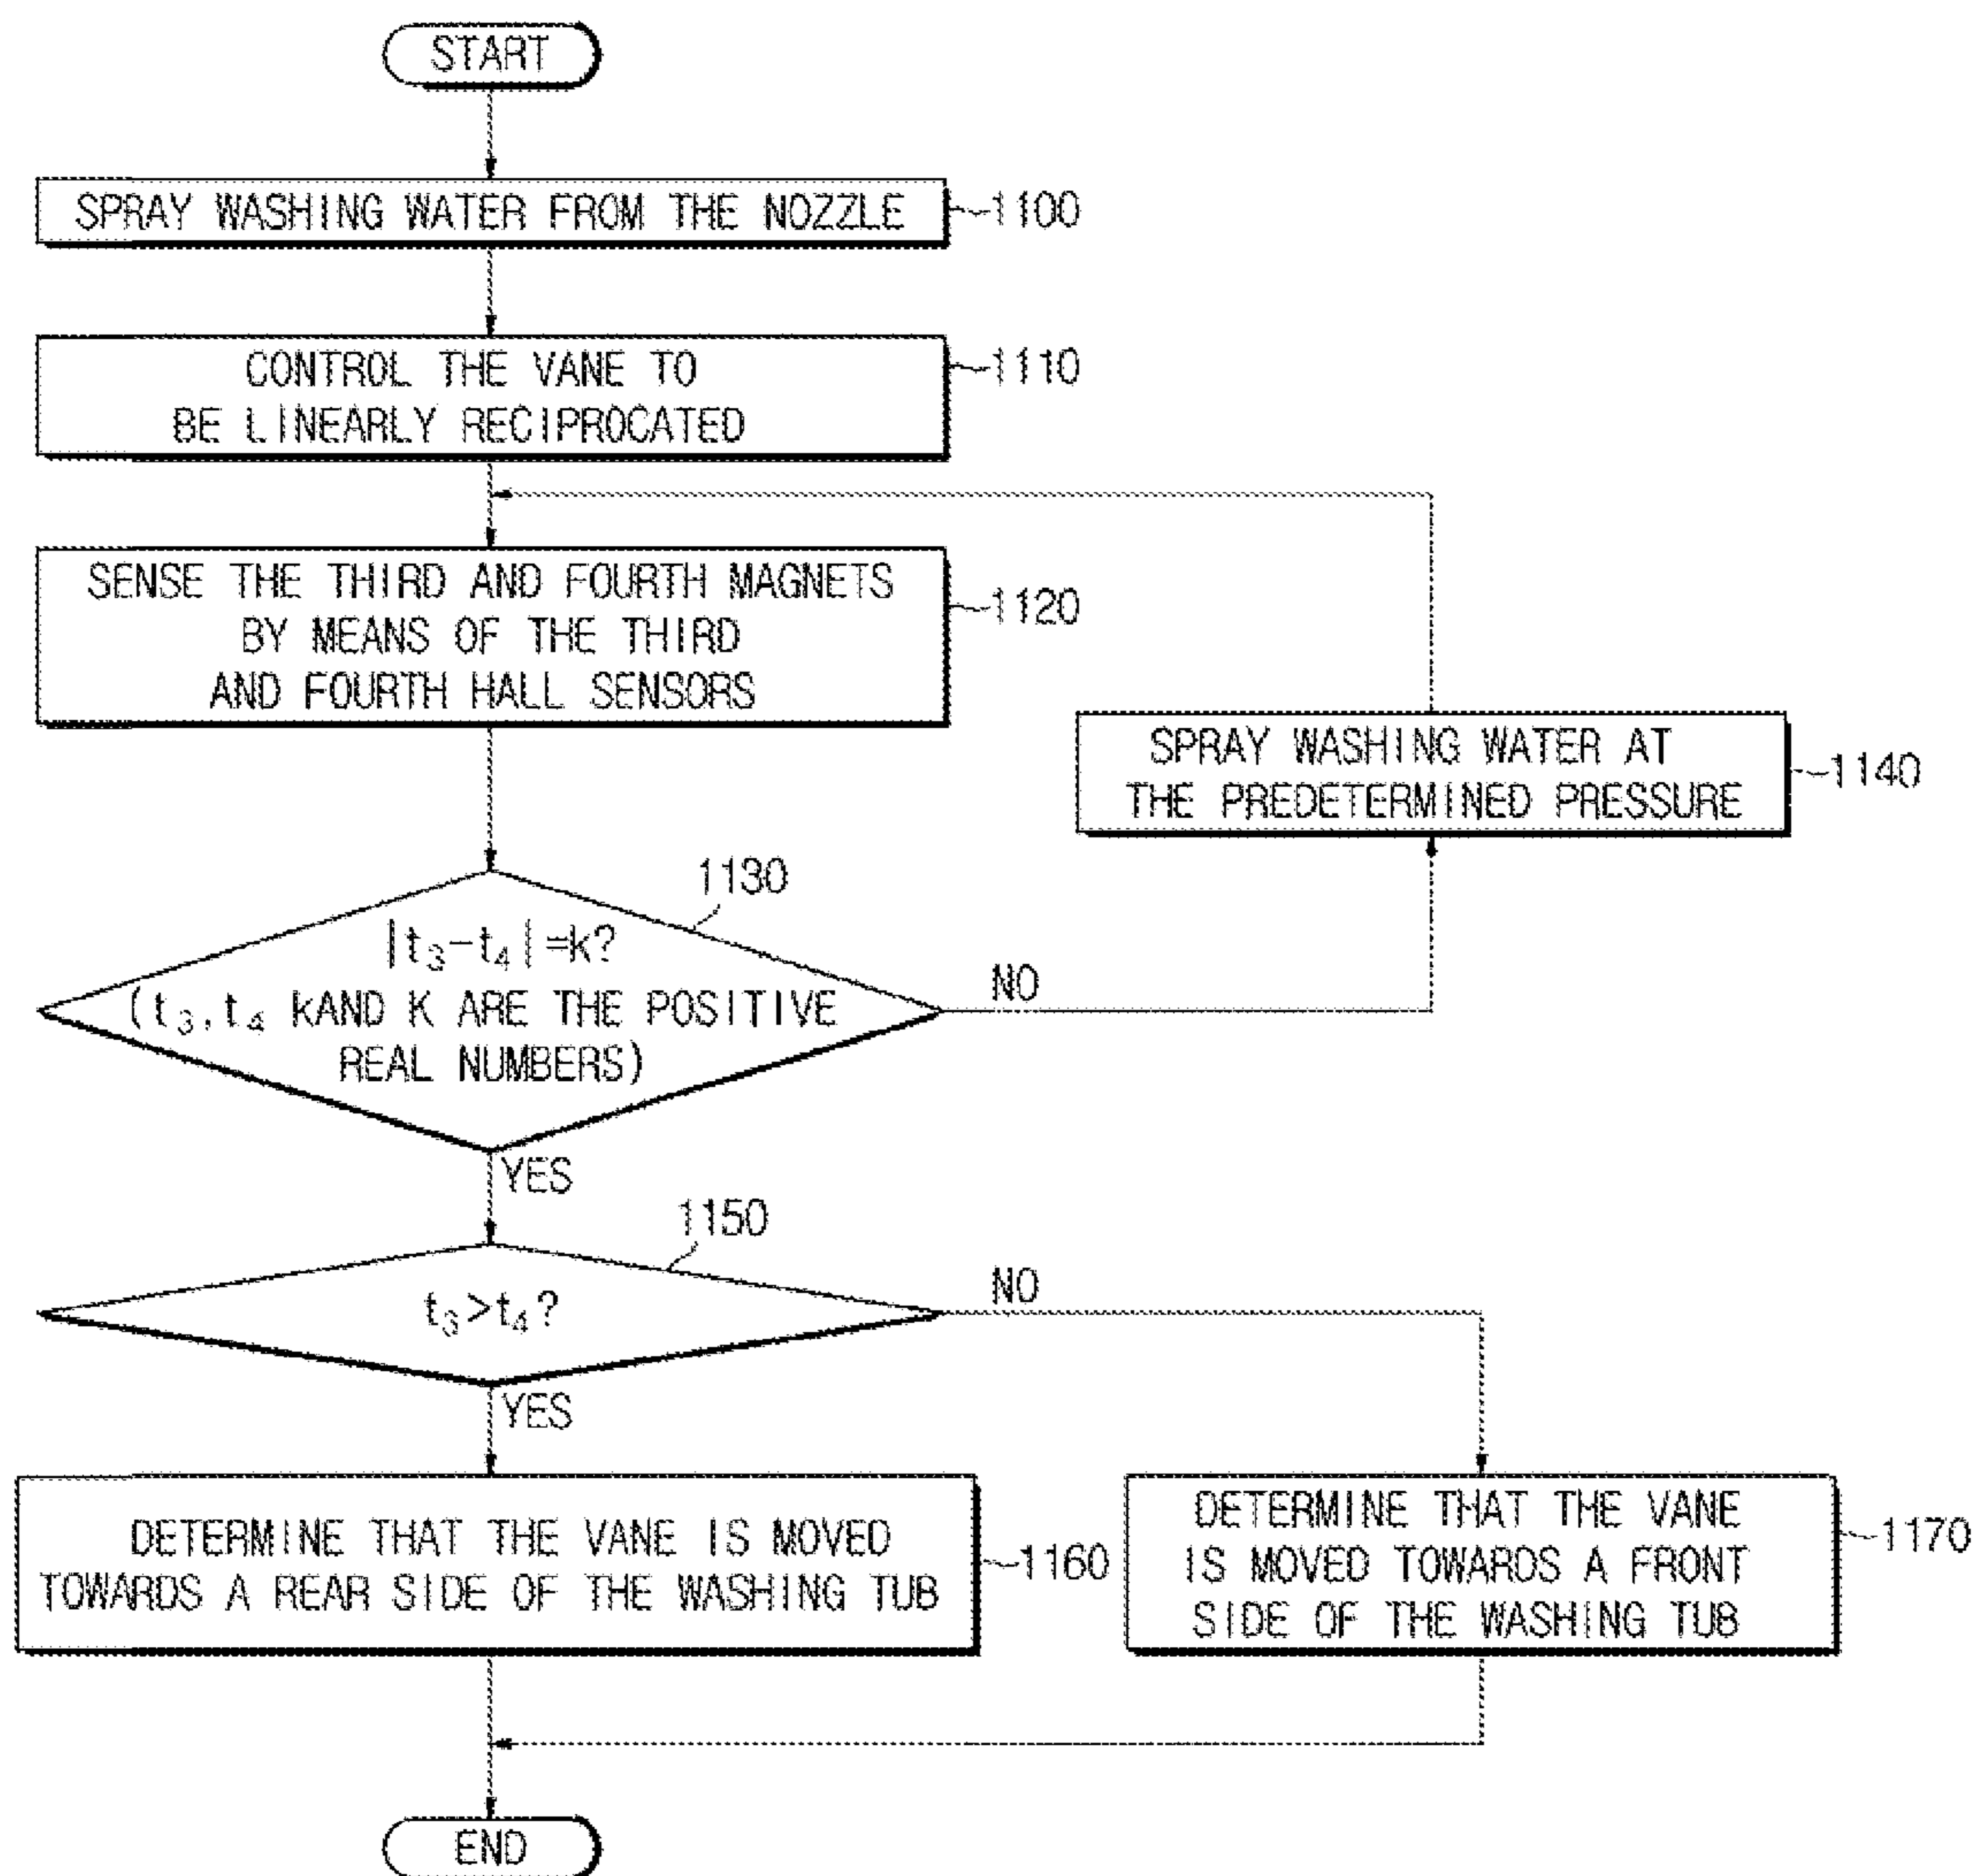 START
SPRAY WASHING WATER FROM THE NOZZLE
1100
CONTROL THE VANE TO
BE LINEARLY RECIPROCATED
1110
SENSE THE THIRD AND FOURTH MAGNETS
BY MEANS OF THE THIRD
AND FOURTH HALL SENSORS
1120
SPRAY WASHING WATER AT
THE PREDETERMINED PRESSURE
1140
1130
|t₃-t₄|=k?
(t₃,t₄ kAND K ARE THE POSITIVE
REAL NUMBERS)
NO
YES
1150
t₃>t₄?
NO
YES
DETERMINE THAT THE VANE IS MOVED
TOWARDS A REAR SIDE OF THE WASHING TUB
1160
DETERMINE THAT THE VANE
IS MOVED TOWARDS A FRONT
SIDE OF THE WASHING TUB
1170
END